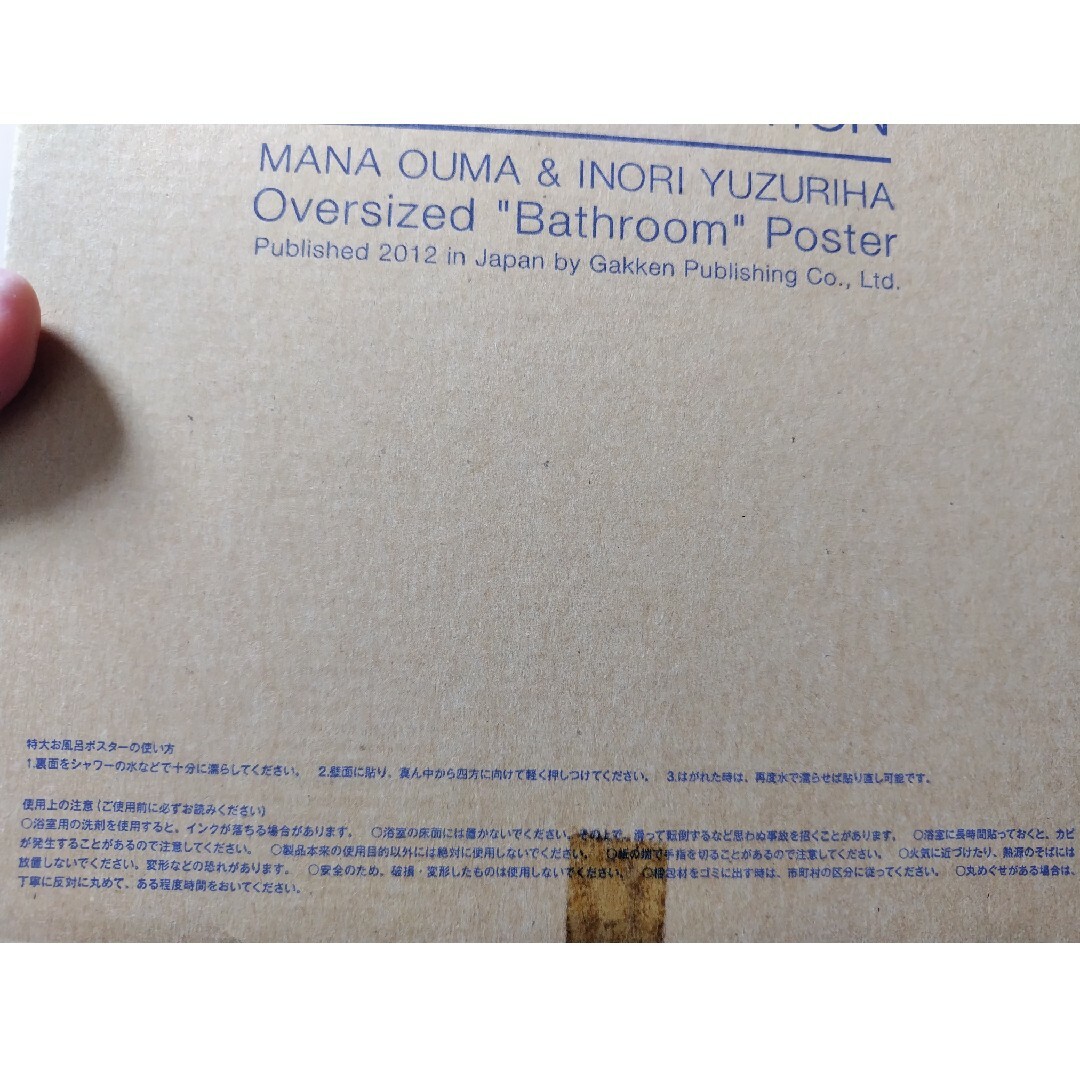 MANA OUMA & INORI YUZURIHA
Oversized "Bathroom" Poster
Published 2012 in Japan by Gakken Publishing Co., Ltd.
特大お風呂ポスターの使い方
1.裏面をシャワーの水などで十分に濡らしてください。 2.壁面に貼り、真ん中から四方に向けて軽く押しつけてください。 3.はがれた時は、再度水で濡らせば貼り直し可能です。
使用上の注意(ご使用前に必ずお読みください)
○浴室用の洗剤を使用すると、インクが落ちる場合があります。 ○浴室の床面には置かないでください。その上で、滑って転倒するなど思わぬ事故を招くことがあります。 ○浴室に長時間貼っておくと、カビ
が発生することがあるので注意してください。 ○製品本来の使用目的以外には絶対に使用しないでください。 ○紙の端で手指を切ることがあるので注意してください。 ○火気に近づけたり、熱源のそばには
放置しないでください。変形などの恐れがあります。 ○安全のため、破損・変形したものは使用しないでください。 ○梱包材をゴミに出す時は、市町村の区分に従ってください。 ○丸めぐせがある場合は、
丁寧に反対に丸めて、ある程度時間をおいてください。